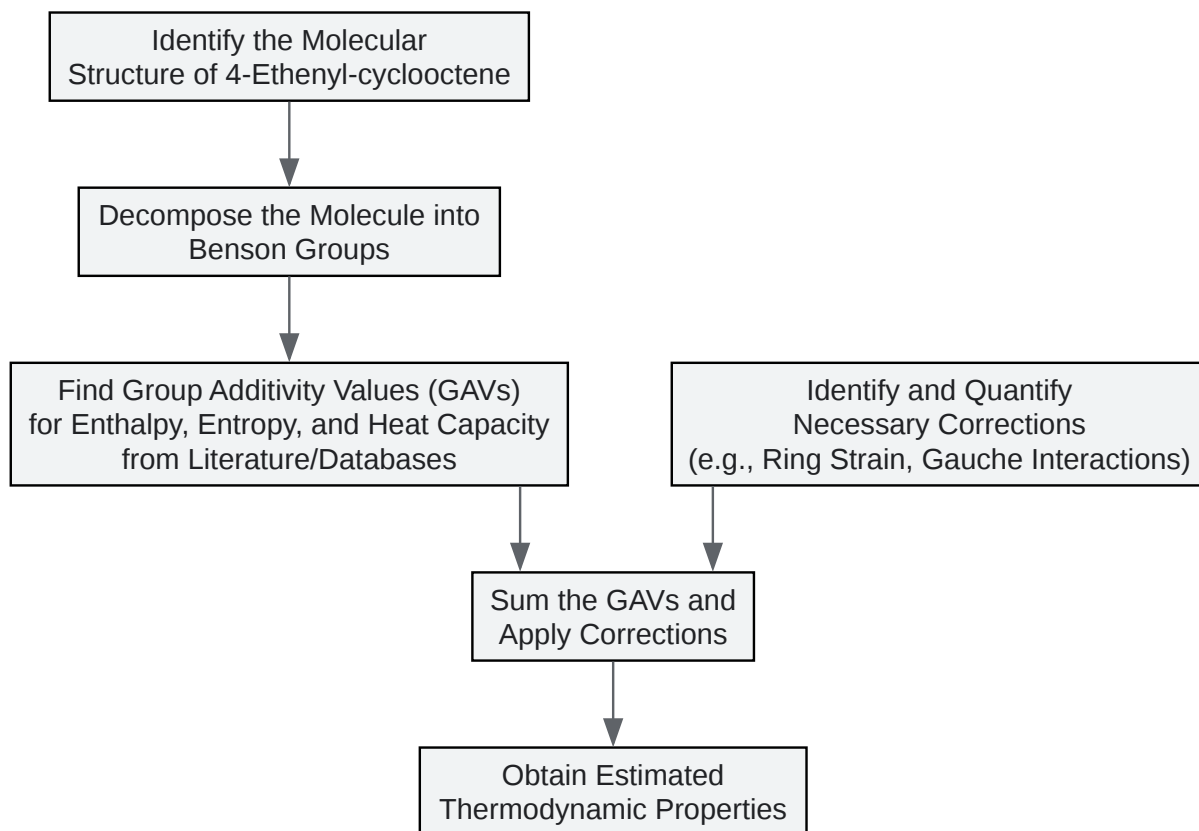 Identify the Molecular
Structure of 4-Ethenyl-cyclooctene
Decompose the Molecule into
Benson Groups
Find Group Additivity Values (GAVs)
for Enthalpy, Entropy, and Heat Capacity
from Literature/Databases
Identify and Quantify
Necessary Corrections
(e.g., Ring Strain, Gauche Interactions)
Sum the GAVs and
Apply Corrections
Obtain Estimated
Thermodynamic Properties